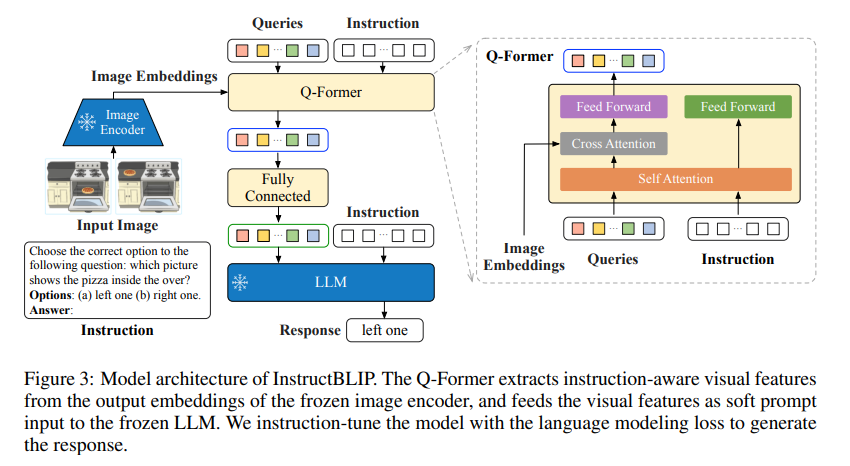 Queries
Instruction
Image Embeddings
Q-Former
Image
Encoder
Input Image
Fully
Connected
Instruction
Choose the correct option to the
following question: which picture
shows the pizza inside the over?
Options: (a) left one (b) right one.
Answer:
Instruction
LLM
Response
left one
Q-Former
Feed Forward
Feed Forward
Cross Attention
Self Attention
Image
Embeddings
Queries
Instruction
Figure 3: Model architecture of InstructBLIP. The Q-Former extracts instruction-aware visual features
from the output embeddings of the frozen image encoder, and feeds the visual features as soft prompt
input to the frozen LLM. We instruction-tune the model with the language modeling loss to generate
the response.